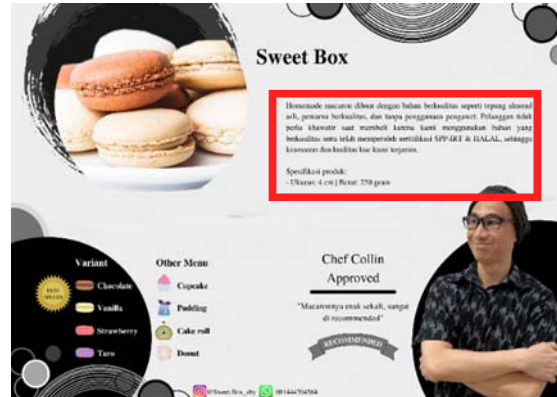 Sweet Box
Homemade macaron dibuat dengan bahan berkualitas seperti tepung almond
asli, pewarna berkualitas, dan tanpa penggunaan pengawet. Pelanggan tidak
perlu khawatir saat membeli karena kami menggunakan bahan yang
berkualitas serta telah memperoleh sertifikasi SPP-IRT & HALAL, sehingga
keamanan dan kualitas kue kami terjamin.
Spesifikasi produk:
- Ukuran: 4 cm | Berat: 250 gram
Variant
BEST
Chocolate
Vanilla
Strawberry
Taro
Other Menu
Cupcake
Pudding
Cake roll
Donut
Chef Collin
Approved
"Macaronnya enak sekali, sangat
di recommended"
RECOMMENDED